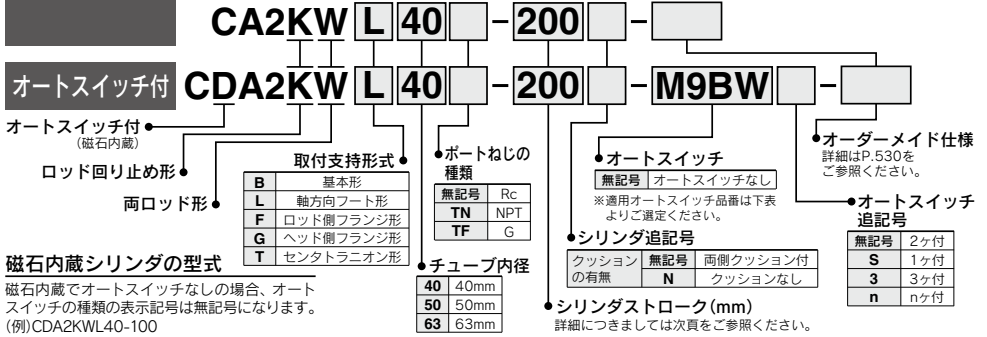 CA2KW L 40 - 200 -
オートスイッチ付 CDA2KW L 40 - 200 - M9BW -
オートスイッチ付
(磁石内蔵)
ロッド回り止め形
両ロッド形
取付支持形式
B 基本形
L 軸方向フート形
F ロッド側フランジ形
G ヘッド側フランジ形
T センタトラニオン形
ポートねじの
種類
無記号 Rc
TN NPT
TF G
チューブ内径
40 40mm
50 50mm
63 63mm
オートスイッチ
無記号 オートスイッチなし
※適用オートスイッチ品番は下表
よりご選定ください。
シリンダ追記号
クッション
の有無
無記号 両側クッション付
N クッションなし
シリンダストローク(mm)
詳細につきましては次頁をご参照ください。
オーダーメイド仕様
詳細はP.530を
ご参照ください。
オートスイッチ
追記号
無記号 2ヶ付
S 1ヶ付
3 3ヶ付
n nヶ付
磁石内蔵シリンダの型式
磁石内蔵でオートスイッチなしの場合、オート
スイッチの種類の表示記号は無記号になります。
(例)CDA2KWL40-100